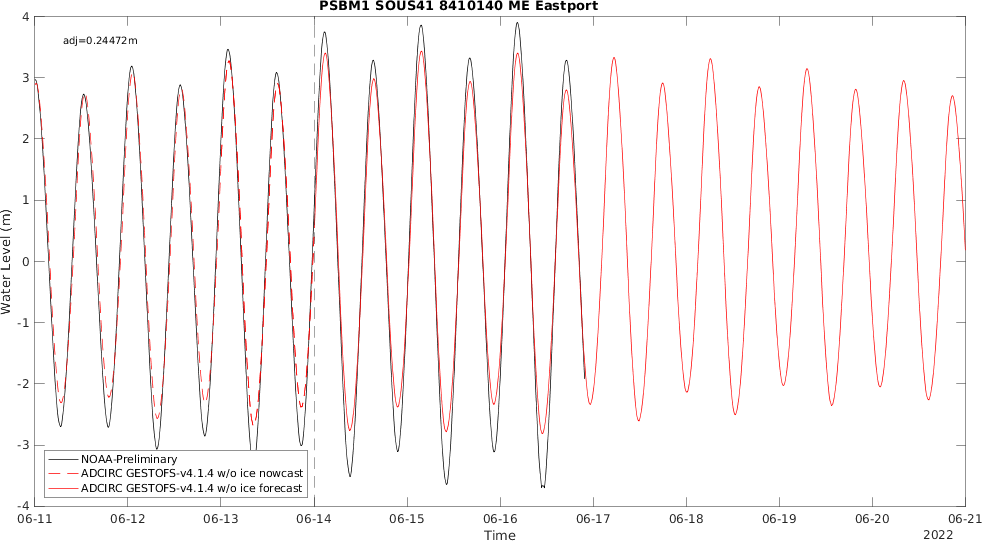 PSBM1 SOUS41 8410140 ME Eastport
adj=0.24472m
4
3
2
1
0
-1
-2
-3
-4
Water Level (m)
NOAA-Preliminary
ADCIRC GESTOFS-v4.1.4 w/o ice nowcast
ADCIRC GESTOFS-v4.1.4 w/o ice forecast
06-11 06-12 06-13 06-14 06-15 06-16 06-17 06-18 06-19 06-20 06-21
Time
2022